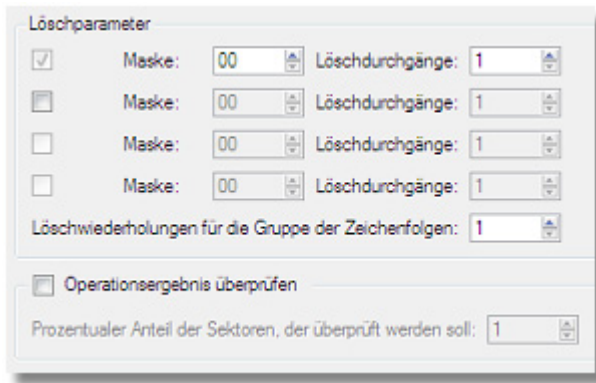 Löschparameter
Maske: 00 Löschdurchgänge: 1
Maske: 00 Löschdurchgänge: 1
Maske: 00 Löschdurchgänge: 1
Maske: 00 Löschdurchgänge: 1
Löschwiederholungen für die Gruppe der Zeichenfolgen: 1
Operationsergebnis überprüfen
Prozentualer Anteil der Sektoren, der überprüft werden soll: 1